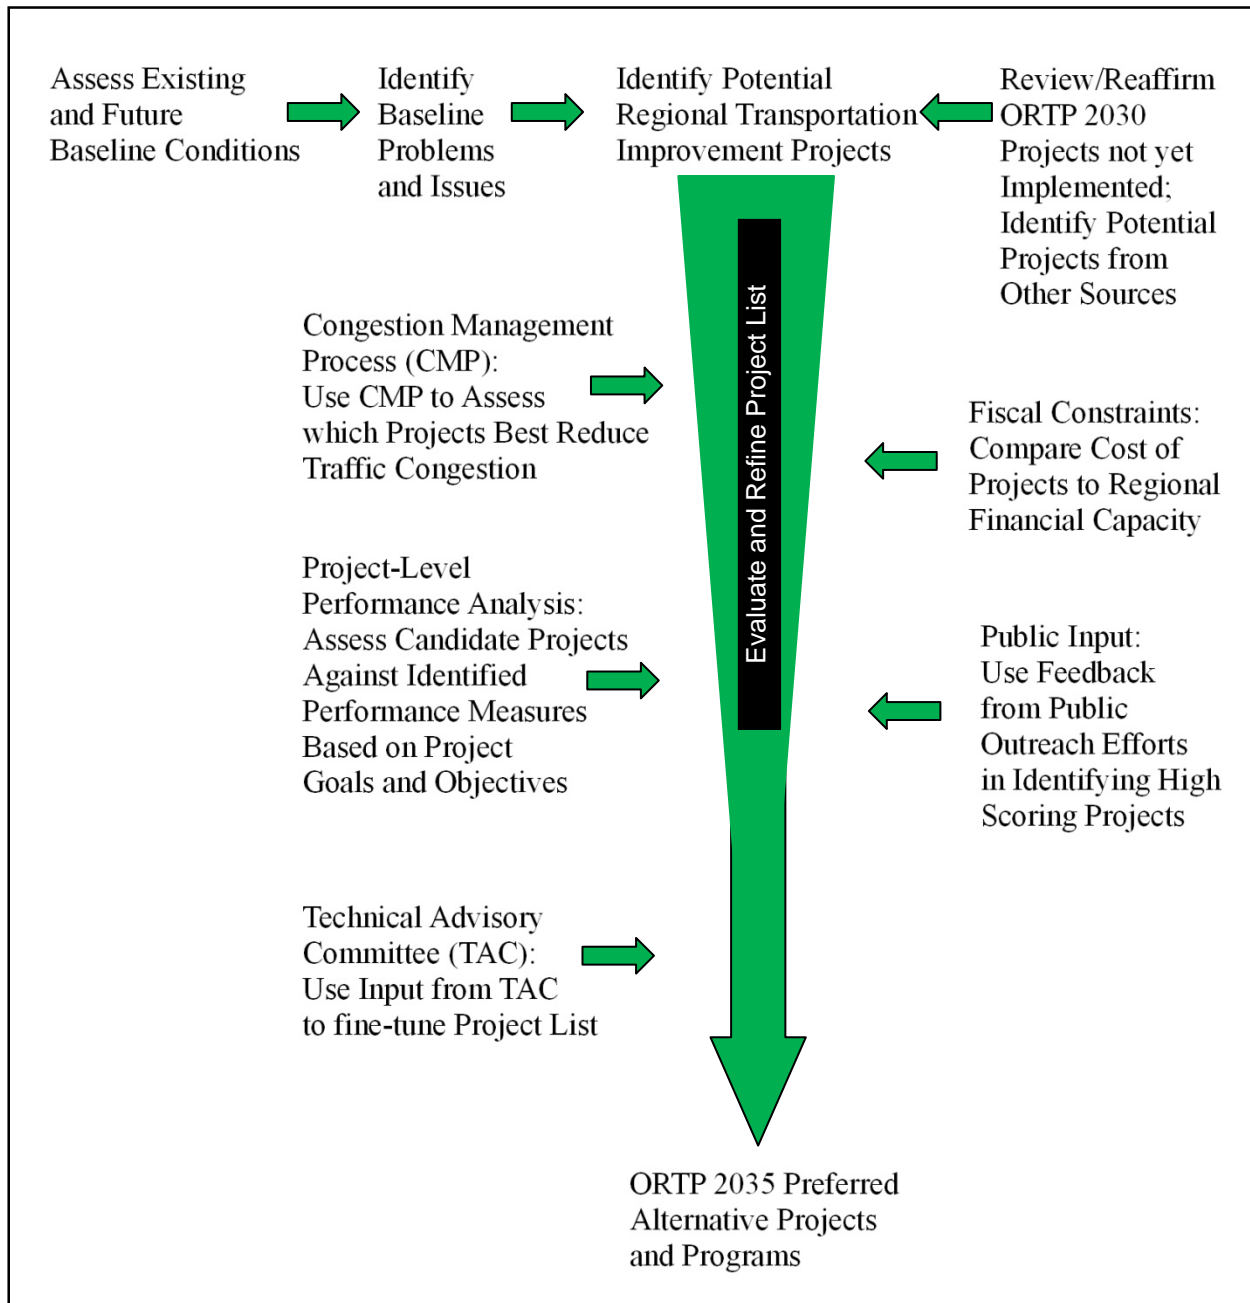 Assess Existing
and Future
Baseline Conditions
Identify
Baseline
Problems
and Issues
Identify Potential
Regional Transportation
Improvement Projects
Review/Reaffirm
ORTP 2030
Projects not yet
Implemented;
Identify Potential
Projects from
Other Sources
Evaluate and Refine Project List
Congestion Management
Process (CMP):
Use CMP to Assess
which Projects Best Reduce
Traffic Congestion
Fiscal Constraints:
Compare Cost of
Projects to Regional
Financial Capacity
Project-Level
Performance Analysis:
Assess Candidate Projects
Against Identified
Performance Measures
Based on Project
Goals and Objectives
Public Input:
Use Feedback
from Public
Outreach Efforts
in Identifying High
Scoring Projects
Technical Advisory
Committee (TAC):
Use Input from TAC
to fine-tune Project List
ORTP 2035 Preferred
Alternative Projects
and Programs